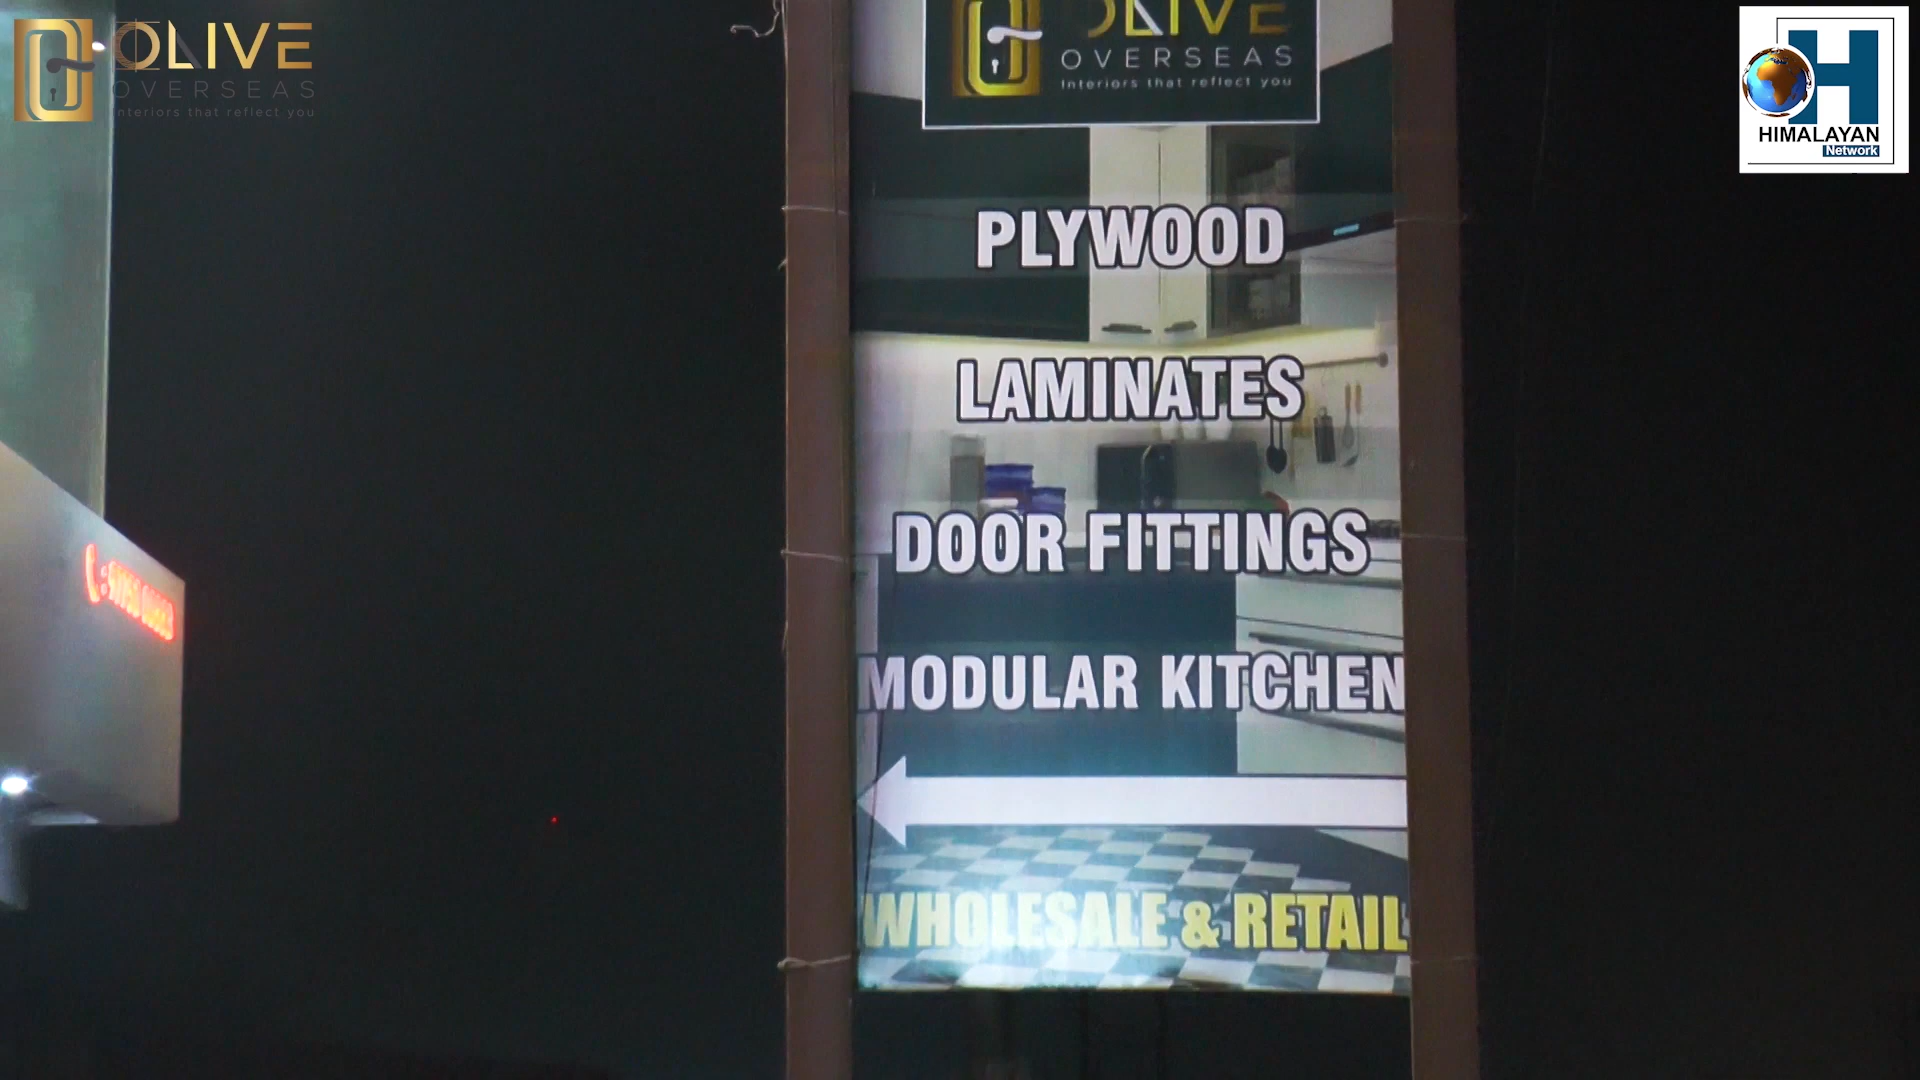 OLIVE
OVERSEAS
Interiors that reflect you
HIMALAYAN
Network
OLIVE
OVERSEAS
Interiors that reflect you
PLYWOOD
LAMINATES
DOOR FITTINGS
MODULAR KITCHEN
WHOLESALE & RETAIL